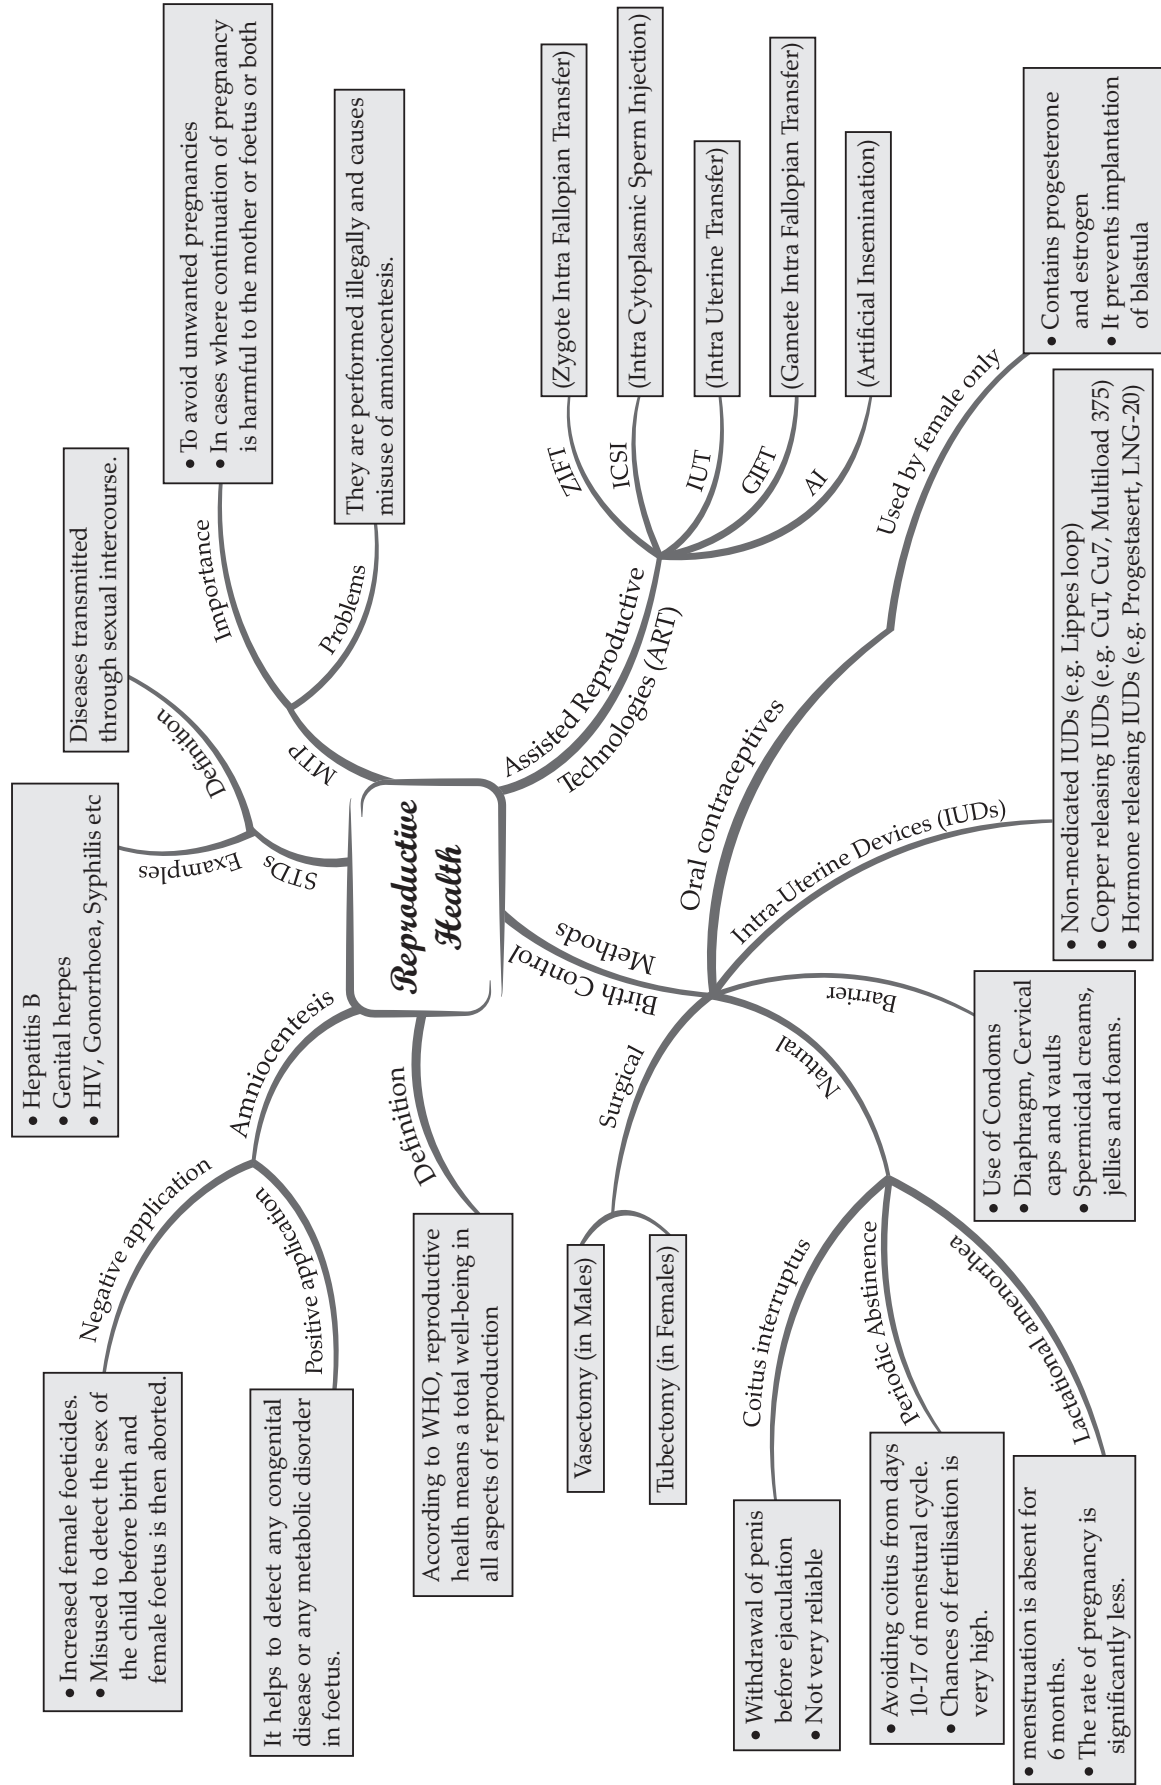 Reproductive
Health
Definition
According to WHO, reproductive
health means a total well-being in
all aspects of reproduction
Amniocentesis
Negative application
• Increased female foeticides.
• Misused to detect the sex of
the child before birth and
female foetus is then aborted.
Positive application
It helps to detect any congenital
disease or any metabolic disorder
in foetus.
STDs
Examples
• Hepatitis B
• Genital herpes
• HIV, Gonorrhoea, Syphilis etc
Definition
Diseases transmitted
through sexual intercourse.
MTP
Importance
• To avoid unwanted pregnancies
• In cases where continuation of pregnancy
is harmful to the mother or foetus or both
Problems
They are performed illegally and causes
misuse of amniocentesis.
Assisted Reproductive
Technologies (ART)
ZIFT
(Zygote Intra Fallopian Transfer)
ICSI
(Intra Cytoplasmic Sperm Injection)
IUT
(Intra Uterine Transfer)
GIFT
(Gamete Intra Fallopian Transfer)
AI
(Artificial Insemination)
Birth Control
Methods
Oral contraceptives
Used by female only
• Contains progesterone
and estrogen
• It prevents implantation
of blastula
Intra-Uterine Devices (IUDs)
• Non-medicated IUDs (e.g. Lippes loop)
• Copper releasing IUDs (e.g. CuT, Cu7, Multiload 375)
• Hormone releasing IUDs (e.g. Progestasert, LNG-20)
Barrier
• Use of Condoms
• Diaphragm, Cervical
caps and vaults
• Spermicidal creams,
jellies and foams.
Natural
Coitus interruptus
• Withdrawal of penis
before ejaculation
• Not very reliable
Periodic Abstinence
• Avoiding coitus from days
10-17 of menstural cycle.
• Chances of fertilisation is
very high.
Lactational amenorrhea
• menstruation is absent for
6 months.
• The rate of pregnancy is
significantly less.
Surgical
Vasectomy (in Males)
Tubectomy (in Females)